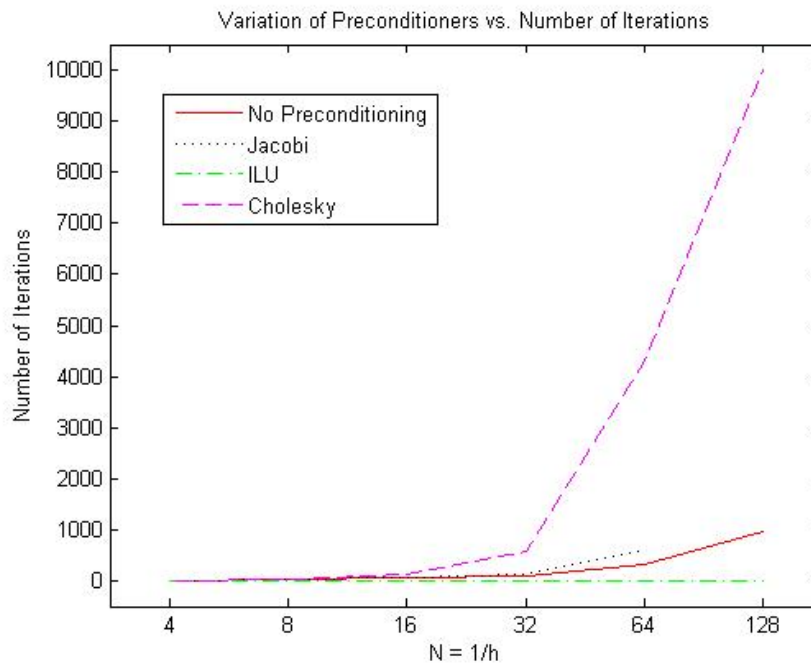 Variation of Preconditioners vs. Number of Iterations
10000
9000
8000
7000
6000
5000
4000
3000
2000
1000
0
Number of Iterations
No Preconditioning
Jacobi
ILU
Cholesky
4 8 16 32 64 128
N = 1/h